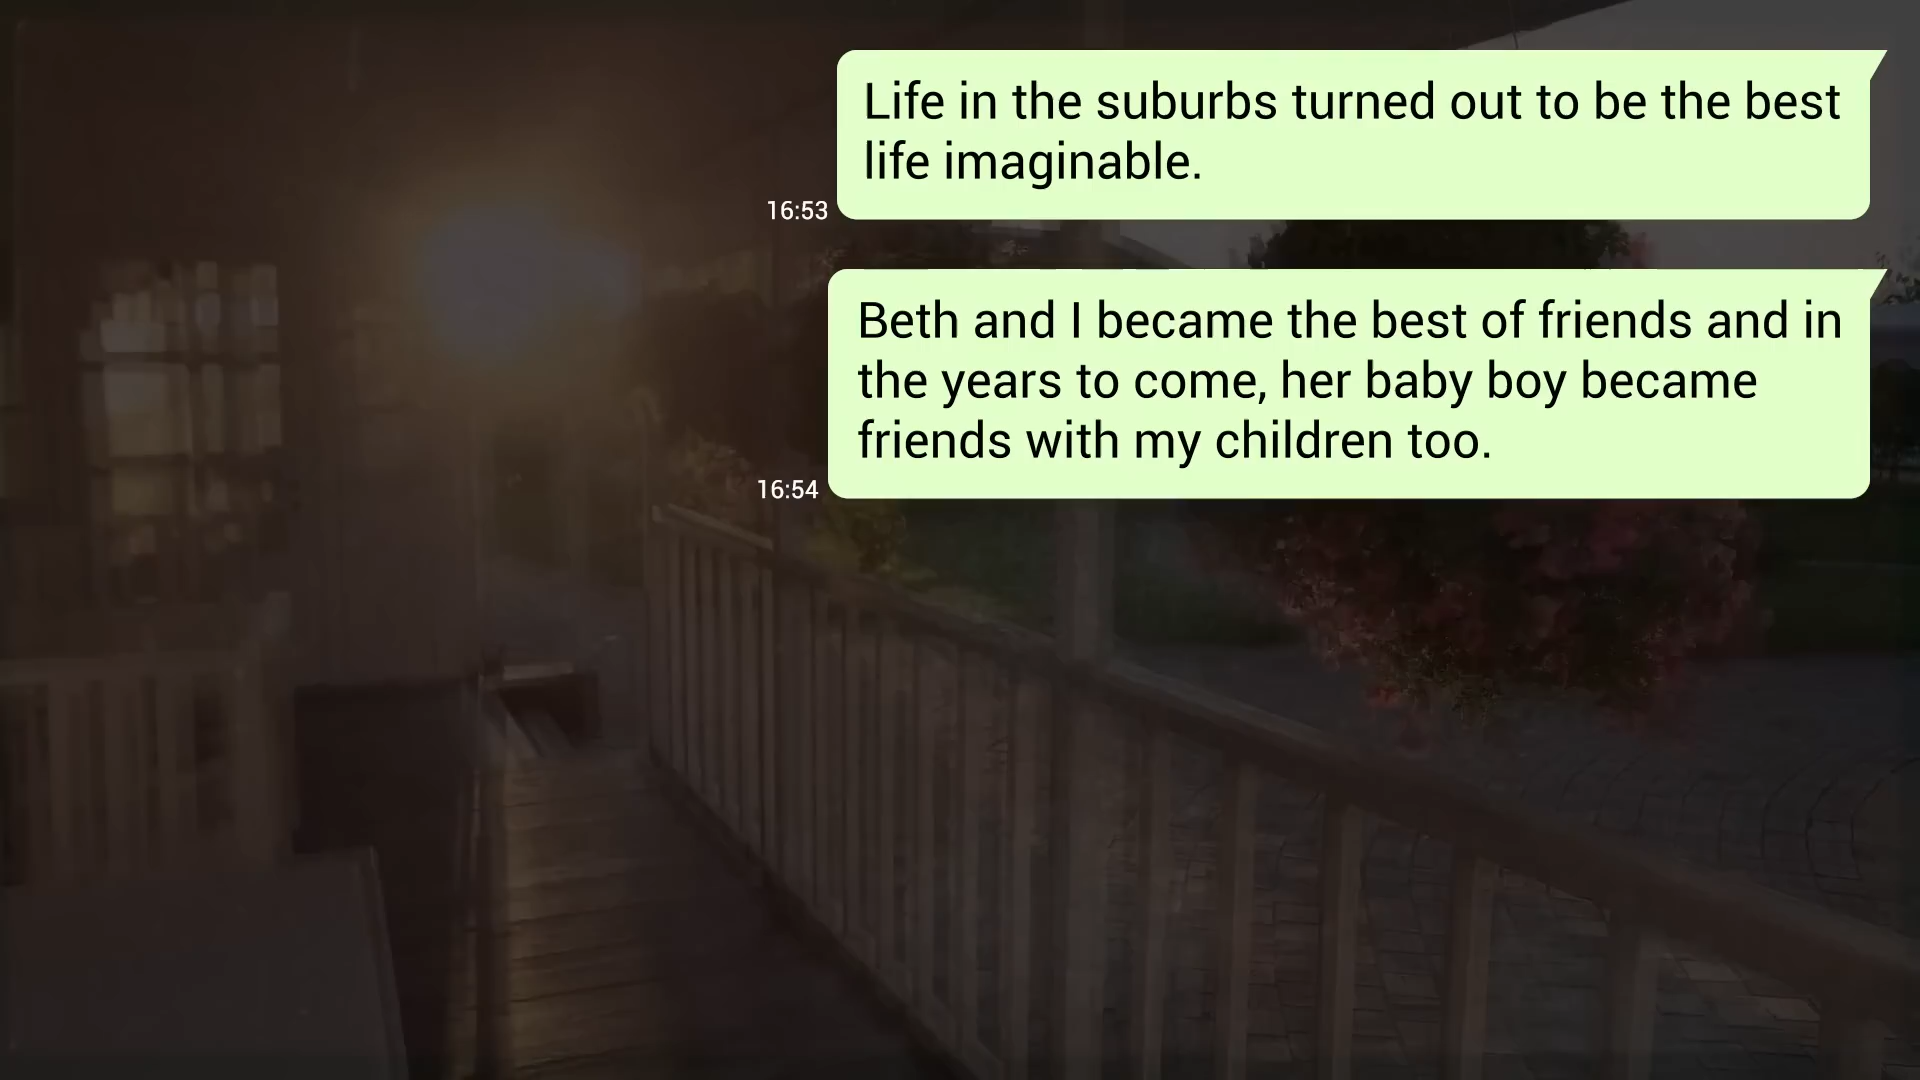 Life in the suburbs turned out to be the best
life imaginable.
16:53
Beth and I became the best of friends and in
the years to come, her baby boy became
friends with my children too.
16:54